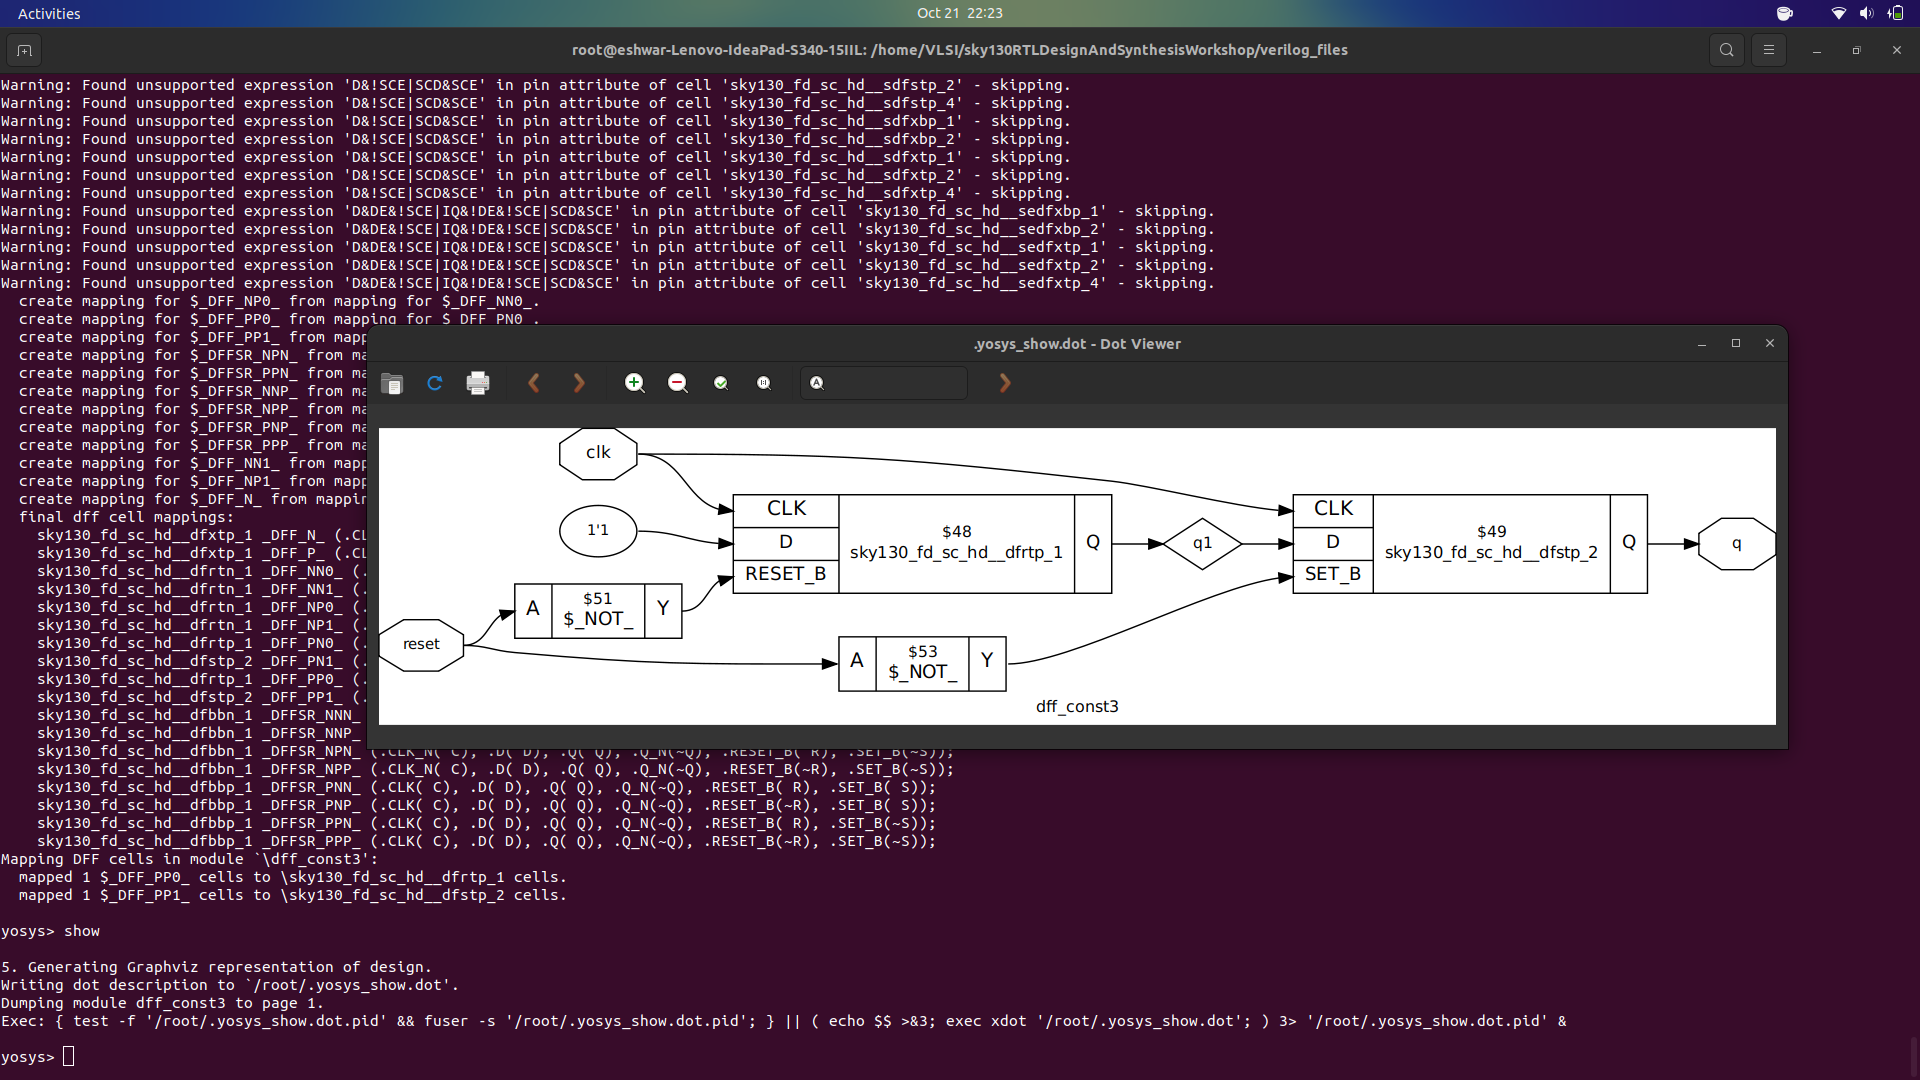 Activities
Oct 21 22:23
root@eshwar-Lenovo-IdeaPad-S340-15IIL: /home/VLSI/sky130RTLDesignAndSynthesisWorkshop/verilog_files
Warning: Found unsupported expression 'D&!SCE|SCD&SCE' in pin attribute of cell 'sky130_fd_sc_hd__sdfstp_2' - skipping.
Warning: Found unsupported expression 'D&!SCE|SCD&SCE' in pin attribute of cell 'sky130_fd_sc_hd__sdfstp_4' - skipping.
Warning: Found unsupported expression 'D&!SCE|SCD&SCE' in pin attribute of cell 'sky130_fd_sc_hd__sdfxbp_1' - skipping.
Warning: Found unsupported expression 'D&!SCE|SCD&SCE' in pin attribute of cell 'sky130_fd_sc_hd__sdfxbp_2' - skipping.
Warning: Found unsupported expression 'D&!SCE|SCD&SCE' in pin attribute of cell 'sky130_fd_sc_hd__sdfxtp_1' - skipping.
Warning: Found unsupported expression 'D&!SCE|SCD&SCE' in pin attribute of cell 'sky130_fd_sc_hd__sdfxtp_2' - skipping.
Warning: Found unsupported expression 'D&!SCE|SCD&SCE' in pin attribute of cell 'sky130_fd_sc_hd__sdfxtp_4' - skipping.
Warning: Found unsupported expression 'D&DE&!SCE|IQ&!DE&!SCE|SCD&SCE' in pin attribute of cell 'sky130_fd_sc_hd__sedfxbp_1' - skipping.
Warning: Found unsupported expression 'D&DE&!SCE|IQ&!DE&!SCE|SCD&SCE' in pin attribute of cell 'sky130_fd_sc_hd__sedfxbp_2' - skipping.
Warning: Found unsupported expression 'D&DE&!SCE|IQ&!DE&!SCE|SCD&SCE' in pin attribute of cell 'sky130_fd_sc_hd__sedfxtp_1' - skipping.
Warning: Found unsupported expression 'D&DE&!SCE|IQ&!DE&!SCE|SCD&SCE' in pin attribute of cell 'sky130_fd_sc_hd__sedfxtp_2' - skipping.
Warning: Found unsupported expression 'D&DE&!SCE|IQ&!DE&!SCE|SCD&SCE' in pin attribute of cell 'sky130_fd_sc_hd__sedfxtp_4' - skipping.
create mapping for $_DFF_NP0_ from mapping for $_DFF_NN0_.
create mapping for $_DFF_PP0_ from mapping for $_DFF_PN0_.
create mapping for $_DFF_PP1_ from mapp
create mapping for $_DFFSR_NPN_ from ma
create mapping for $_DFFSR_PPN_ from ma
create mapping for $_DFFSR_NNP_ from ma
create mapping for $_DFFSR_NPP_ from ma
create mapping for $_DFFSR_PNP_ from ma
create mapping for $_DFFSR_PPP_ from ma
create mapping for $_DFF_NN1_ from mapp
create mapping for $_DFF_NP1_ from mapp
create mapping for $_DFF_N_ from mappin
final dff cell mappings:
sky130_fd_sc_hd__dfxtp_1 _DFF_N_ (.CL
sky130_fd_sc_hd__dfxtp_1 _DFF_P_ (.CL
sky130_fd_sc_hd__dfrtn_1 _DFF_NN0_ (.
sky130_fd_sc_hd__dfrtn_1 _DFF_NN1_ (.
sky130_fd_sc_hd__dfrtn_1 _DFF_NP0_ (.
sky130_fd_sc_hd__dfrtn_1 _DFF_NP1_ (.
sky130_fd_sc_hd__dfrtp_1 _DFF_PN0_ (.
sky130_fd_sc_hd__dfstp_2 _DFF_PN1_ (.
sky130_fd_sc_hd__dfrtp_1 _DFF_PP0_ (.
sky130_fd_sc_hd__dfstp_2 _DFF_PP1_ (.
sky130_fd_sc_hd__dfbbn_1 _DFFSR_NNN_
sky130_fd_sc_hd__dfbbn_1 _DFFSR_NNP_
sky130_fd_sc_hd__dfbbn_1 _DFFSR_NPN_ (.CLK_N( C), .D( D), .Q( Q), .Q_N(~Q), .RESET_B( R), .SET_B(~S));
sky130_fd_sc_hd__dfbbn_1 _DFFSR_NPP_ (.CLK_N( C), .D( D), .Q( Q), .Q_N(~Q), .RESET_B(~R), .SET_B(~S));
sky130_fd_sc_hd__dfbbp_1 _DFFSR_PNN_ (.CLK( C), .D( D), .Q( Q), .Q_N(~Q), .RESET_B( R), .SET_B( S));
sky130_fd_sc_hd__dfbbp_1 _DFFSR_PNP_ (.CLK( C), .D( D), .Q( Q), .Q_N(~Q), .RESET_B(~R), .SET_B( S));
sky130_fd_sc_hd__dfbbp_1 _DFFSR_PPN_ (.CLK( C), .D( D), .Q( Q), .Q_N(~Q), .RESET_B( R), .SET_B(~S));
sky130_fd_sc_hd__dfbbp_1 _DFFSR_PPP_ (.CLK( C), .D( D), .Q( Q), .Q_N(~Q), .RESET_B(~R), .SET_B(~S));
Mapping DFF cells in module `\dff_const3':
mapped 1 $_DFF_PP0_ cells to \sky130_fd_sc_hd__dfrtp_1 cells.
mapped 1 $_DFF_PP1_ cells to \sky130_fd_sc_hd__dfstp_2 cells.
yosys> show
5. Generating Graphviz representation of design.
Writing dot description to `/root/.yosys_show.dot'.
Dumping module dff_const3 to page 1.
Exec: { test -f '/root/.yosys_show.dot.pid' && fuser -s '/root/.yosys_show.dot.pid'; } || ( echo $$ >&3; exec xdot '/root/.yosys_show.dot'; ) 3> '/root/.yosys_show.dot.pid' &
yosys>
.yosys_show.dot - Dot Viewer
clk
1'1
reset
A
$51
$_NOT_
Y
CLK
D
RESET_B
$48
sky130_fd_sc_hd__dfrtp_1
Q
A
$53
$_NOT_
Y
q1
CLK
D
SET_B
$49
sky130_fd_sc_hd__dfstp_2
Q
q
dff_const3